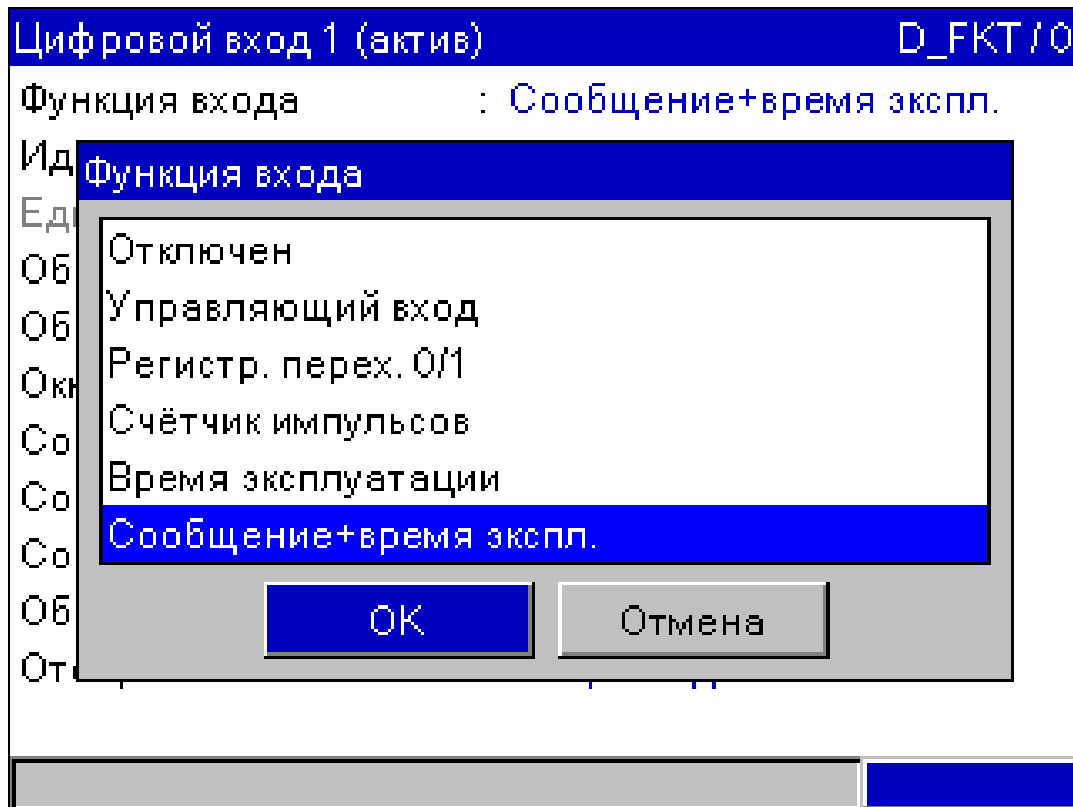 Цифровой вход 1 (актив) D_FKT / 0
Функция входа : Сообщение+время экспл.
Функция входа
Отключен
Управляющий вход
Регистр. перех. 0/1
Счётчик импульсов
Время эксплуатации
Сообщение+время экспл.
OK Отмена